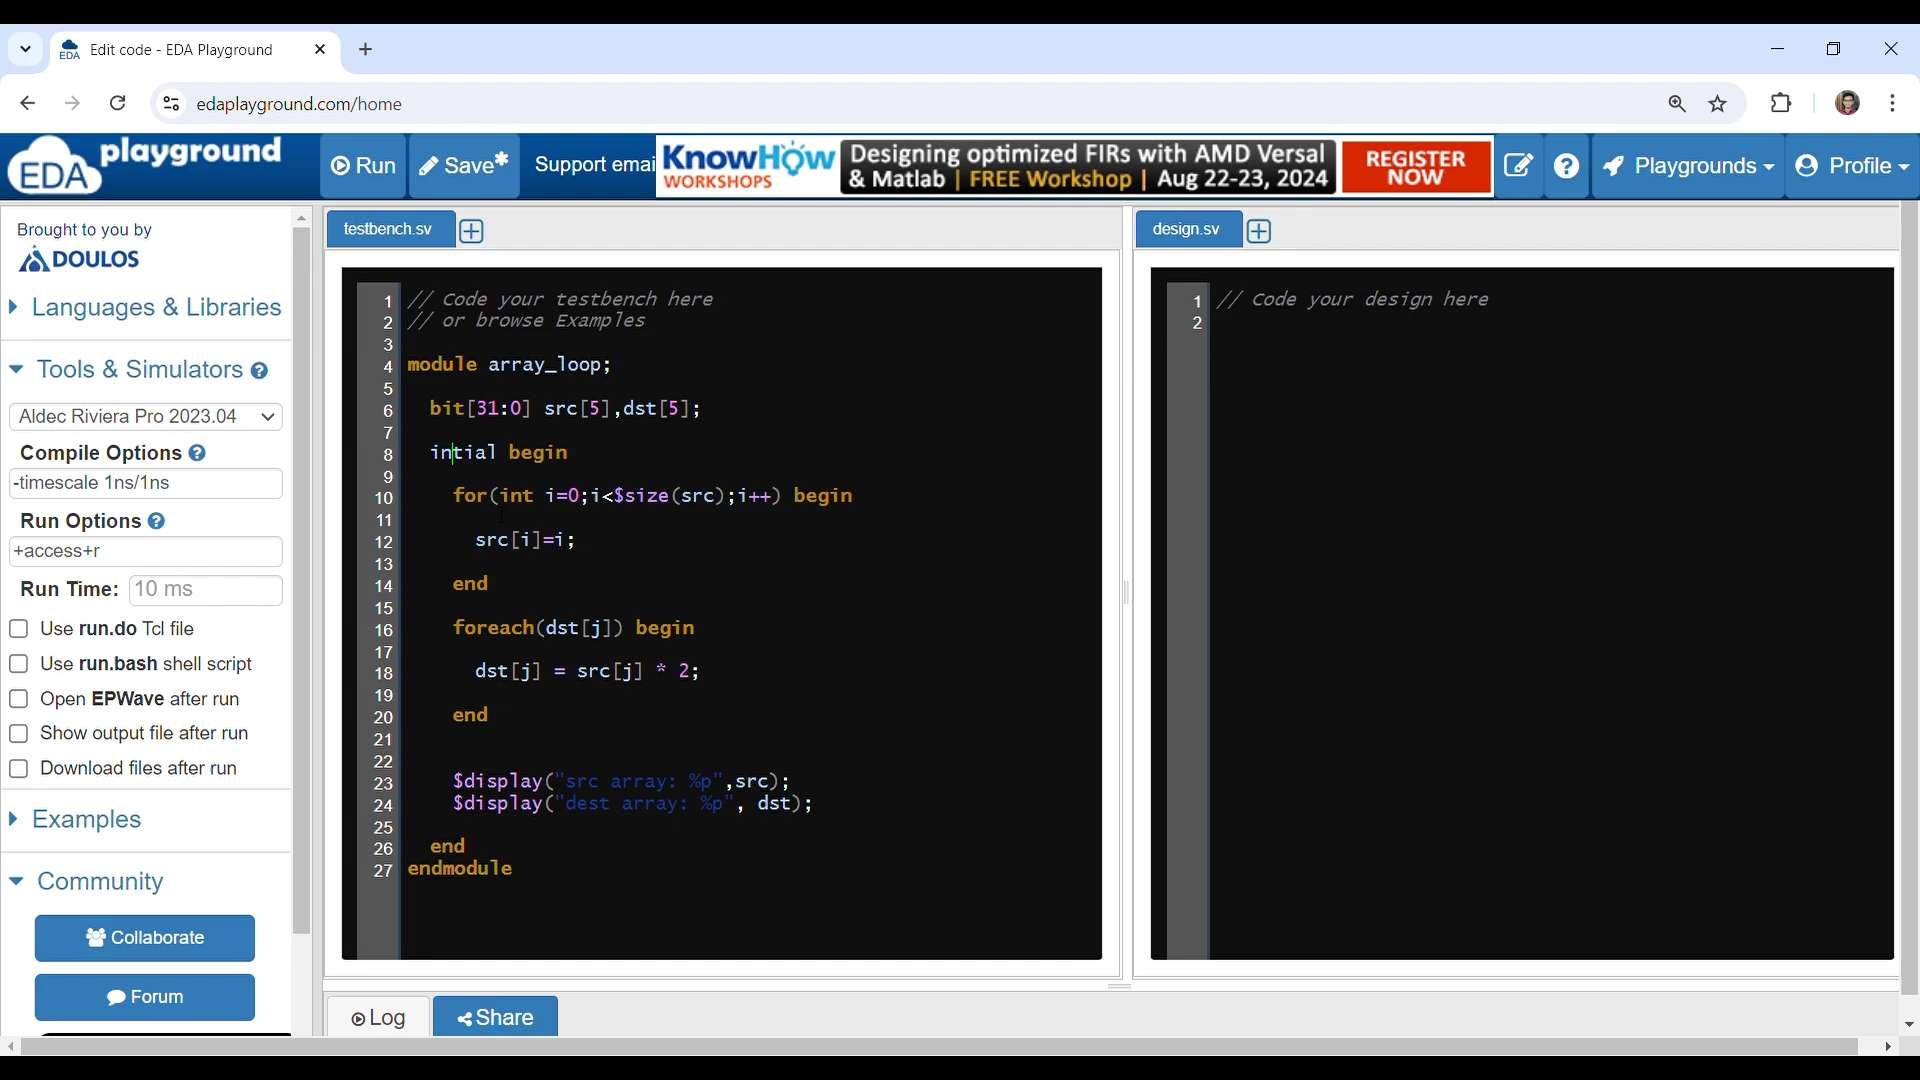 Edit code - EDA Playground
EDA
edaplayground.com/home
EDA playground
Run
Save*
Support emai
KnowHow WORKSHOPS
Designing optimized FIRs with AMD Versal
& Matlab | FREE Workshop | Aug 22-23, 2024
REGISTER NOW
Playgrounds
Profile
Brought to you by
DOULOS
Languages & Libraries
Tools & Simulators
Aldec Riviera Pro 2023.04
Compile Options
-timescale 1ns/1ns
Run Options
+access+r
Run Time: 10 ms
Use run.do Tcl file
Use run.bash shell script
Open EPWave after run
Show output file after run
Download files after run
Examples
Community
Collaborate
Forum
testbench.sv
1 // Code your testbench here
2 // or browse Examples
3
4 module array_loop;
5
6 bit[31:0] src[5],dst[5];
7
8 intial begin
9
10 for(int i=0;i<$size(src);i++) begin
11
12 src[i]=i;
13
14 end
15
16 foreach(dst[j]) begin
17
18 dst[j] = src[j] * 2;
19
20 end
21
22
23 $display("src array: %p",src);
24 $display("dest array: %p", dst);
25
26 end
27 endmodule
design.sv
1 // Code your design here
2
Log
Share